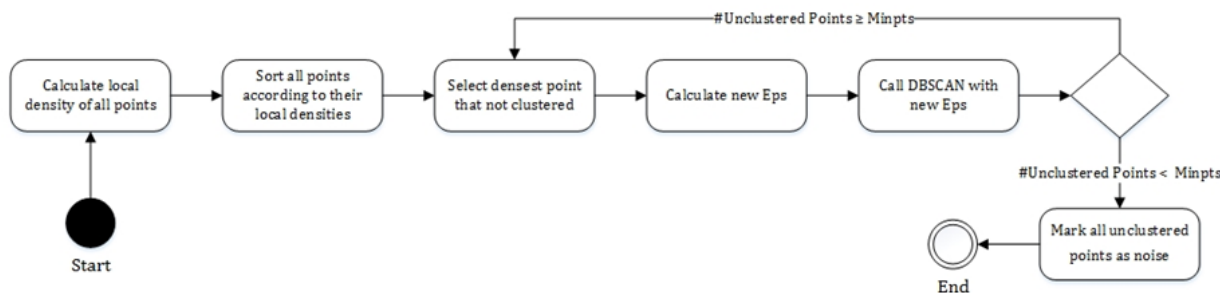 #Unclustered Points ≥ Minpts
Calculate local
density of all points
Sort all points
according to their
local densities
Select densest point
that not clustered
Calculate new Eps
Call DBSCAN with
new Eps
#Unclustered Points < Minpts
Mark all unclustered
points as noise
Start
End